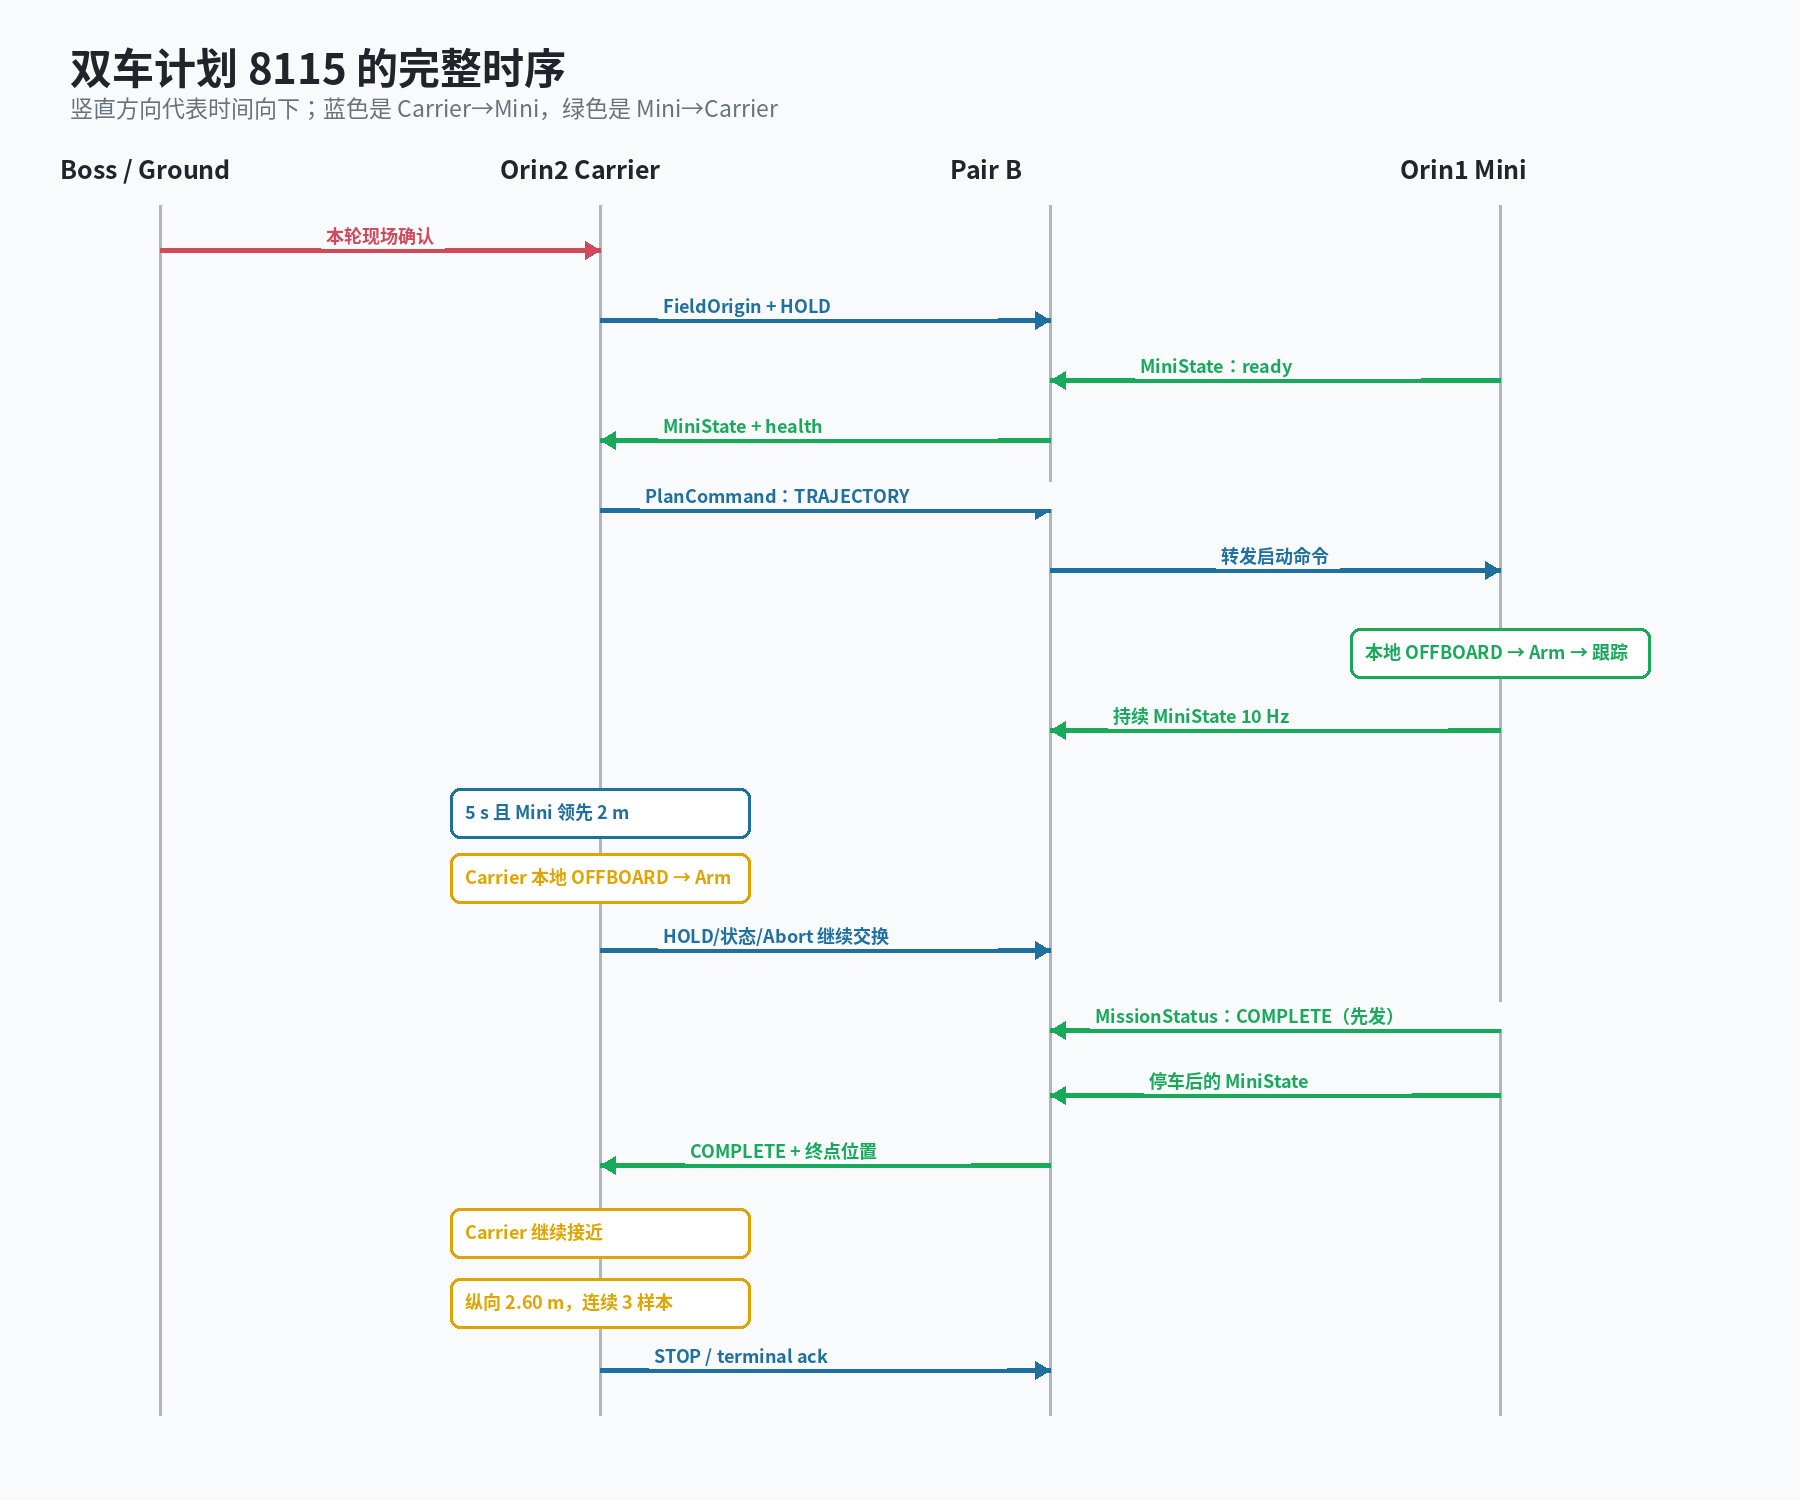 双车计划 8115 的完整时序
竖直方向代表时间向下；蓝色是 Carrier→Mini，绿色是 Mini→Carrier
Boss / Ground
Orin2 Carrier
Pair B
Orin1 Mini
本轮现场确认
FieldOrigin + HOLD
MiniState：ready
MiniState + health
PlanCommand：TRAJECTORY
转发启动命令
本地 OFFBOARD → Arm → 跟踪
持续 MiniState 10 Hz
5 s 且 Mini 领先 2 m
Carrier 本地 OFFBOARD → Arm
HOLD/状态/Abort 继续交换
MissionStatus：COMPLETE（先发）
停车后的 MiniState
COMPLETE + 终点位置
Carrier 继续接近
纵向 2.60 m，连续 3 样本
STOP / terminal ack